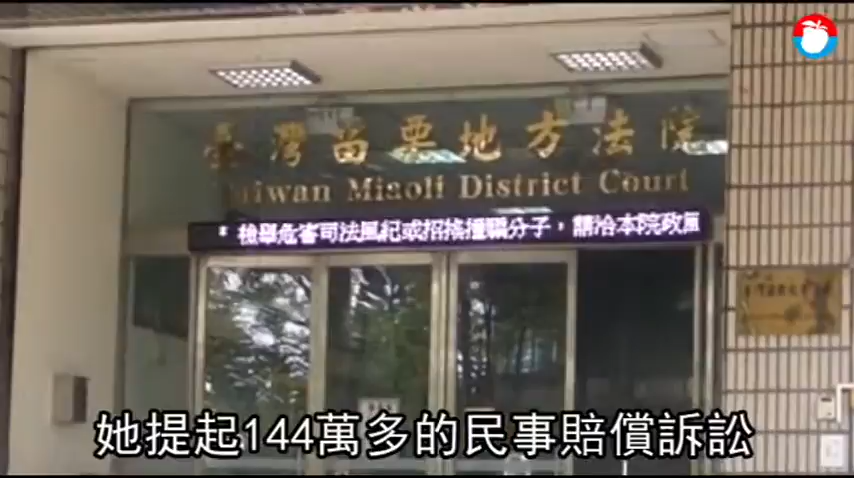 臺灣苗栗地方法院
Taiwan Miaoli District Court
檢舉危害司法風紀或招搖撞騙分子，請洽本院政風
她提起144萬多的民事賠償訴訟